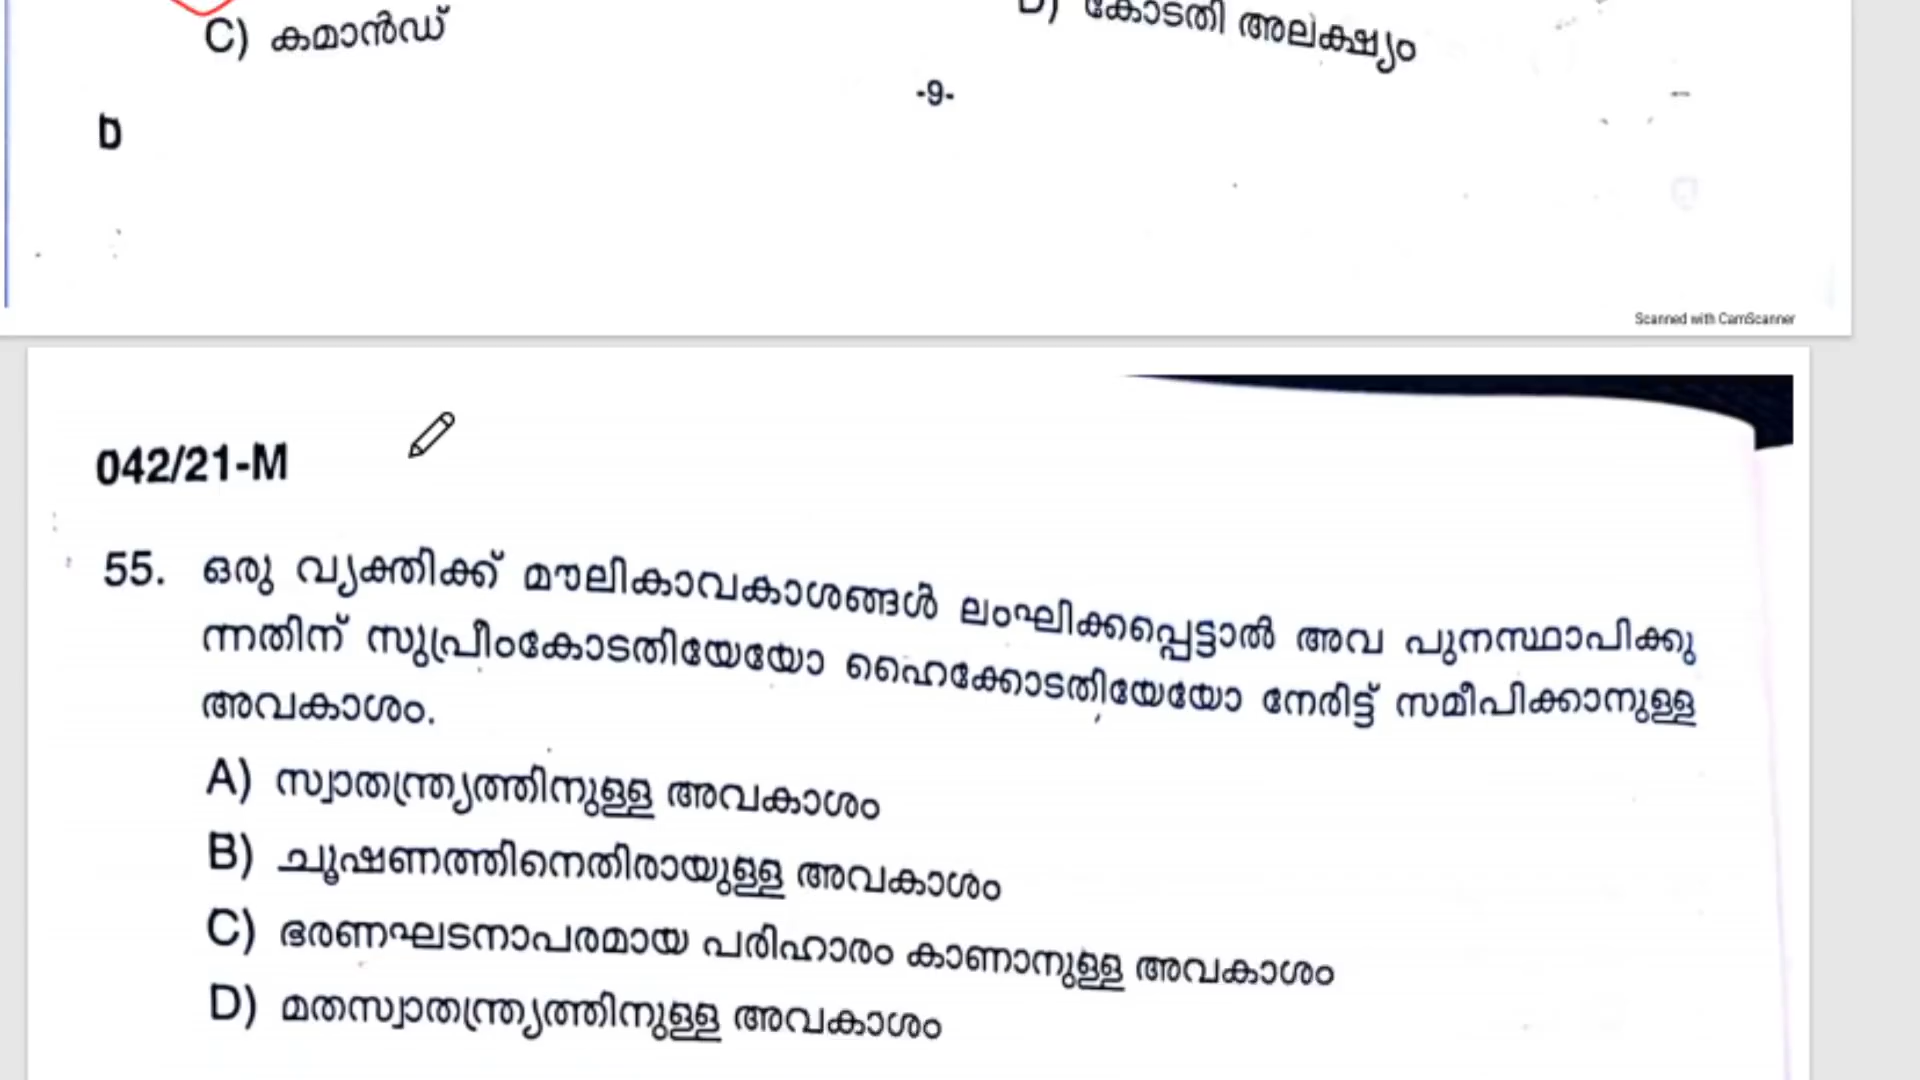 C) കമാൻഡ്
D) കോടതി അലക്ഷ്യം
-9-
b
Scanned with CamScanner
042/21-M
55. ഒരു വ്യക്തിക്ക് മൗലികാവകാശങ്ങൾ ലംഘിക്കപ്പെട്ടാൽ അവ പുനസ്ഥാപിക്കു
ന്നതിന് സുപ്രീംകോടതിയേയോ ഹൈക്കോടതിയേയോ നേരിട്ട് സമീപിക്കാനുള്ള
അവകാശം.
A) സ്വാതന്ത്ര്യത്തിനുള്ള അവകാശം
B) ചൂഷണത്തിനെതിരായുള്ള അവകാശം
C) ഭരണഘടനാപരമായ പരിഹാരം കാണാനുള്ള അവകാശം
D) മതസ്വാതന്ത്ര്യത്തിനുള്ള അവകാശം